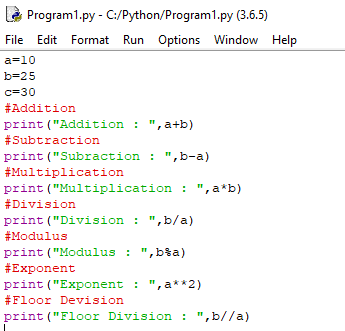 Program1.py - C:/Python/Program1.py (3.6.5)
File Edit Format Run Options Window Help
a=10
b=25
c=30
#Addition
print("Addition : ",a+b)
#Subtraction
print("Subraction : ",b-a)
#Multiplication
print("Multiplication : ",a*b)
#Division
print("Division : ",b/a)
#Modulus
print("Modulus : ",b%a)
#Exponent
print("Exponent : ",a**2)
#Floor Devision
print("Floor Division : ",b//a)